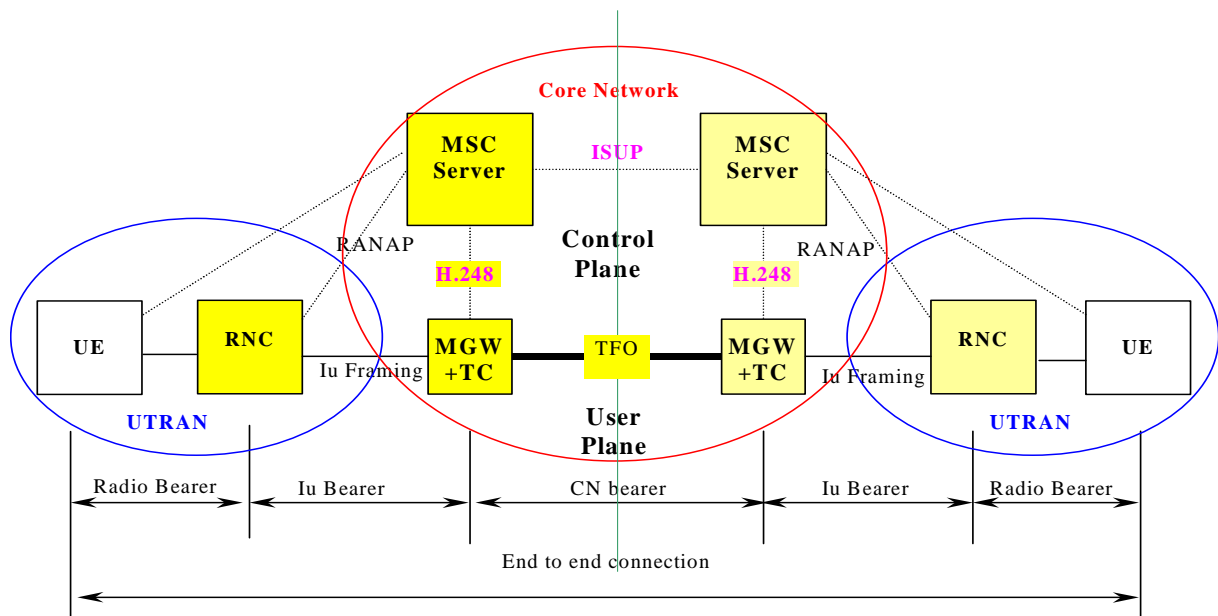 Core Network
MSC
Server
ISUP
MSC
Server
RANAP
Control
Plane
RANAP
H.248
H.248
UE
RNC
MGW
+TC
TFO
MGW
+TC
RNC
UE
Iu Framing
Iu Framing
UTRAN
User
Plane
UTRAN
Radio Bearer
Iu Bearer
CN bearer
Iu Bearer
Radio Bearer
End to end connection